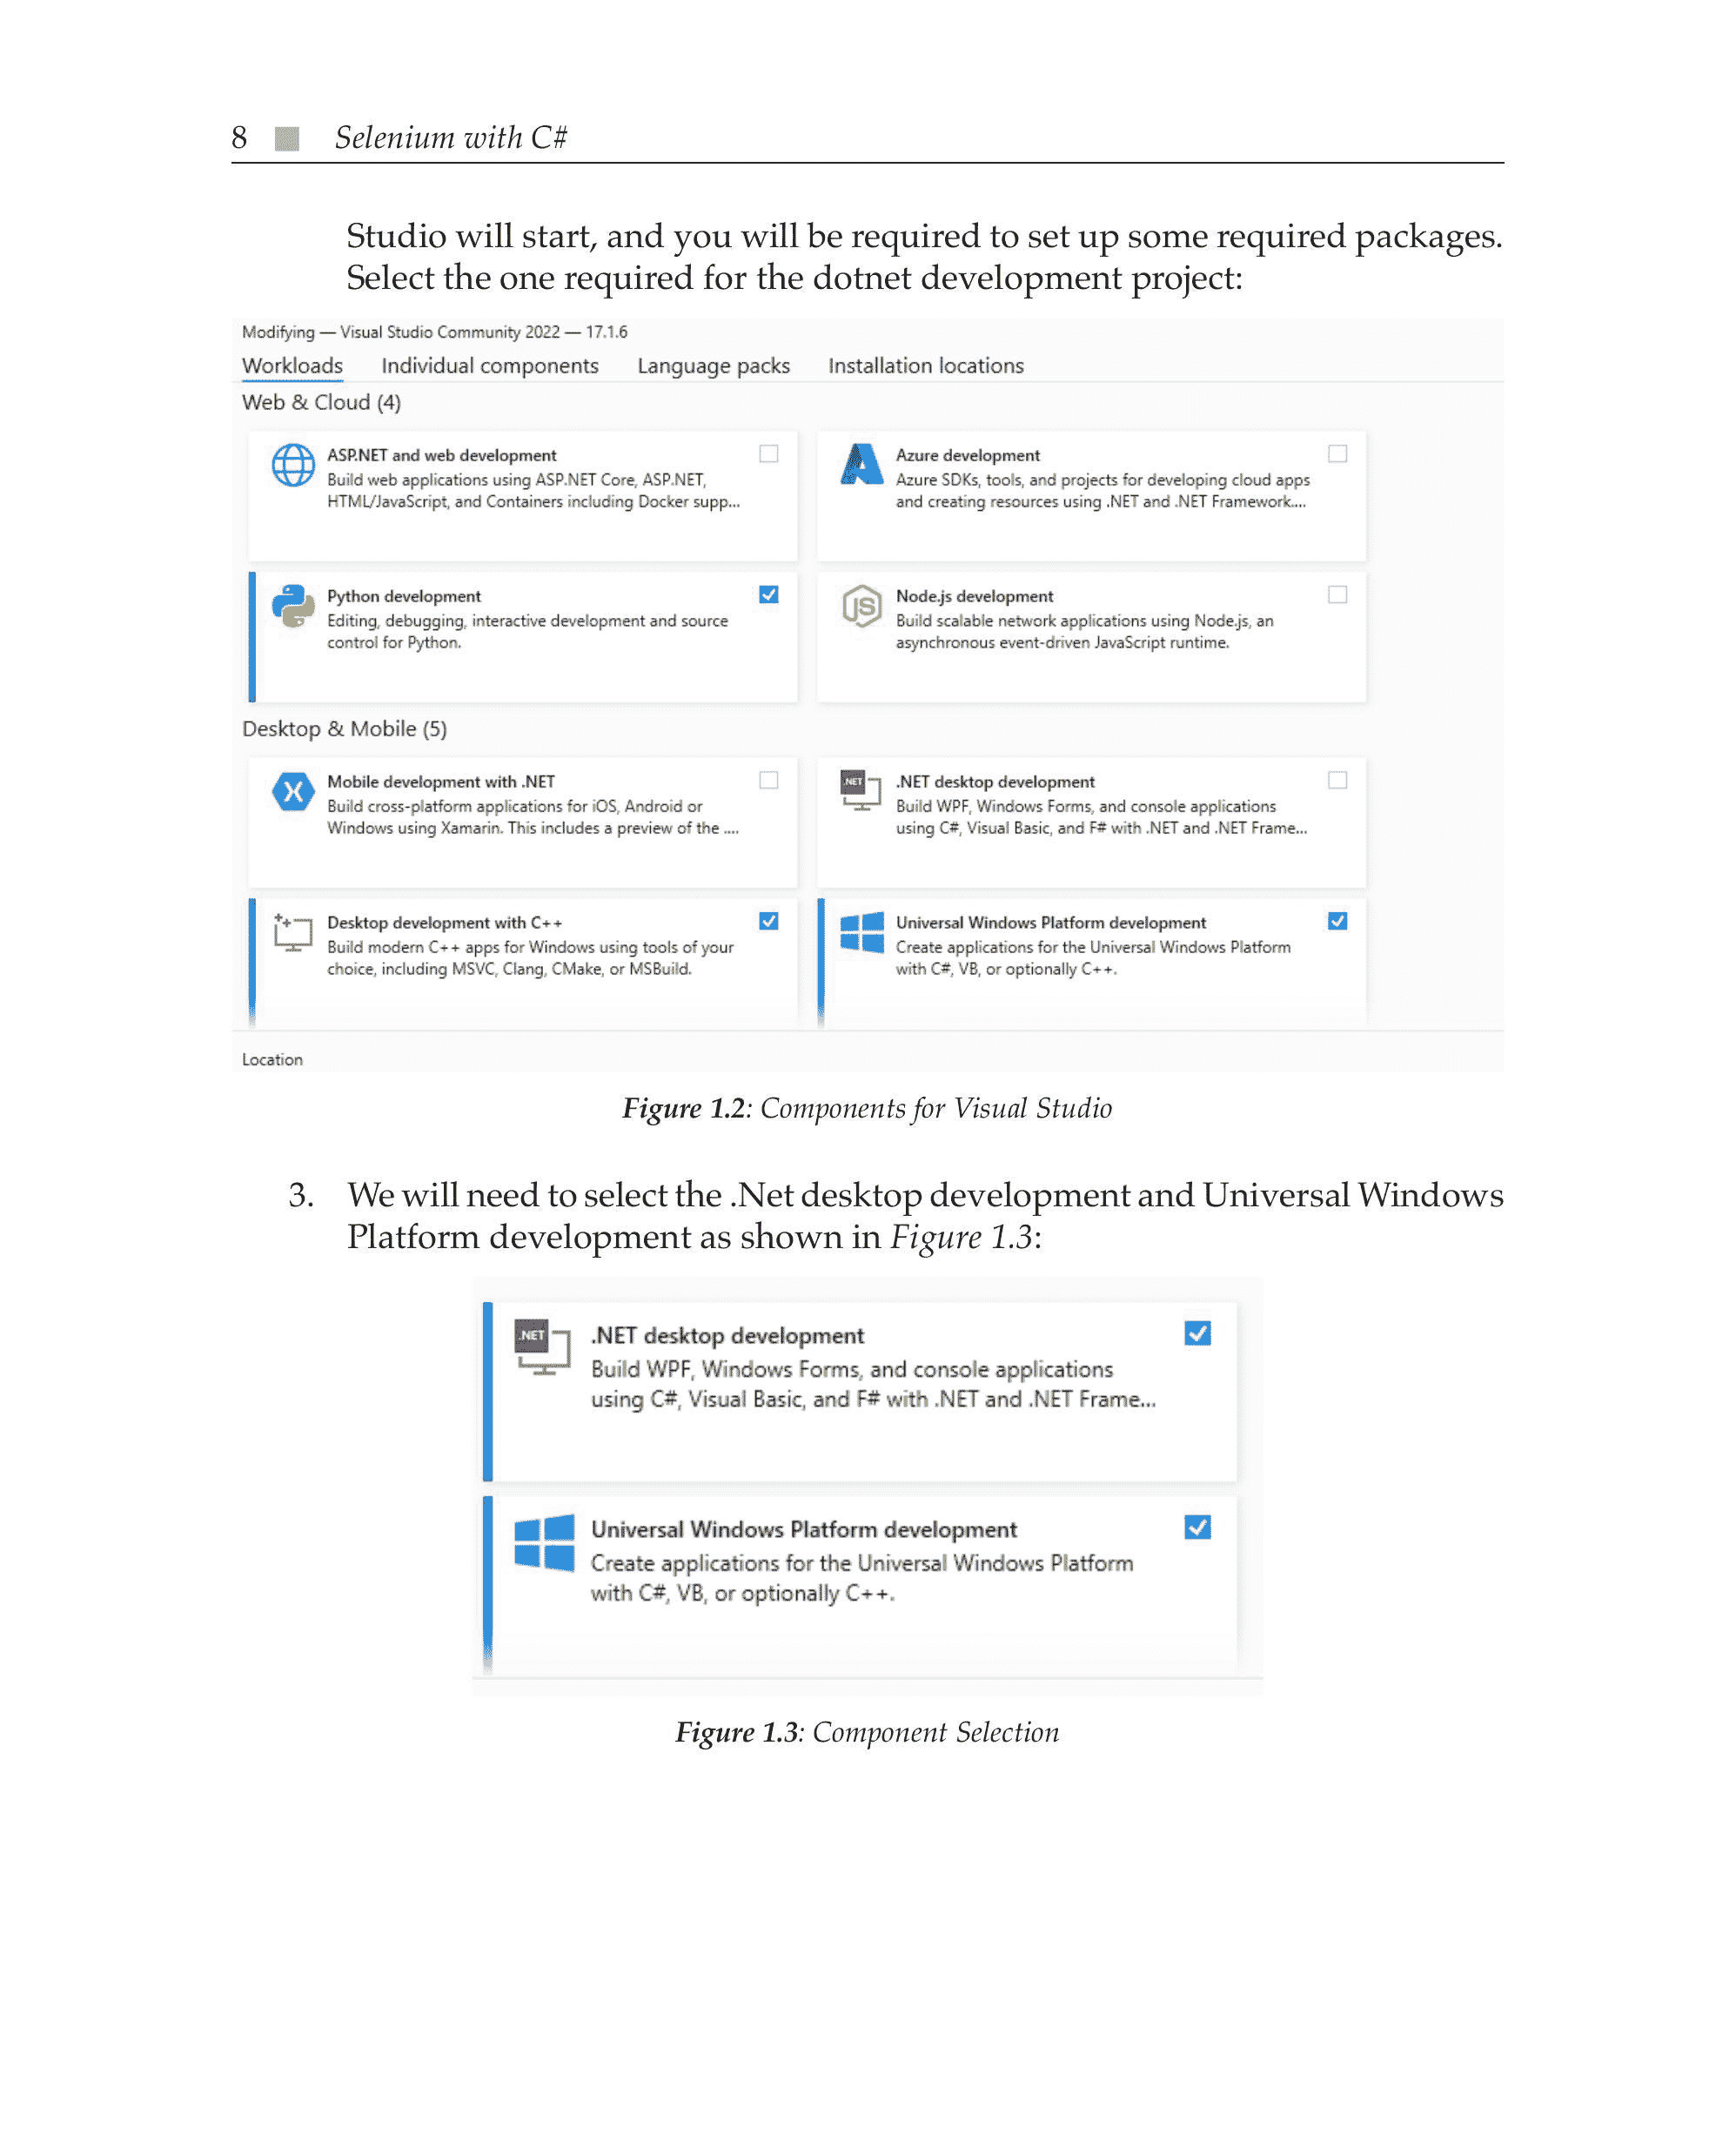 8 Selenium with C#
Studio will start, and you will be required to set up some required packages.
Select the one required for the dotnet development project:
Modifying — Visual Studio Community 2022 — 17.1.6
Workloads Individual components Language packs Installation locations
Web & Cloud (4)
ASP.NET and web development
Build web applications using ASP.NET Core, ASP.NET,
HTML/JavaScript, and Containers including Docker supp...
Azure development
Azure SDKs, tools, and projects for developing cloud apps
and creating resources using .NET and .NET Framework....
Python development
Editing, debugging, interactive development and source
control for Python.
JS
Node.js development
Build scalable network applications using Node.js, an
asynchronous event-driven JavaScript runtime.
Desktop & Mobile (5)
Mobile development with .NET
Build cross-platform applications for iOS, Android or
Windows using Xamarin. This includes a preview of the ....
.NET
.NET desktop development
Build WPF, Windows Forms, and console applications
using C#, Visual Basic, and F# with .NET and .NET Frame...
Desktop development with C++
Build modern C++ apps for Windows using tools of your
choice, including MSVC, Clang, CMake, or MSBuild.
Universal Windows Platform development
Create applications for the Universal Windows Platform
with C#, VB, or optionally C++.
Location
Figure 1.2: Components for Visual Studio
3. We will need to select the .Net desktop development and Universal Windows
Platform development as shown in Figure 1.3:
.NET
.NET desktop development
Build WPF, Windows Forms, and console applications
using C#, Visual Basic, and F# with .NET and .NET Frame...
Universal Windows Platform development
Create applications for the Universal Windows Platform
with C#, VB, or optionally C++.
Figure 1.3: Component Selection